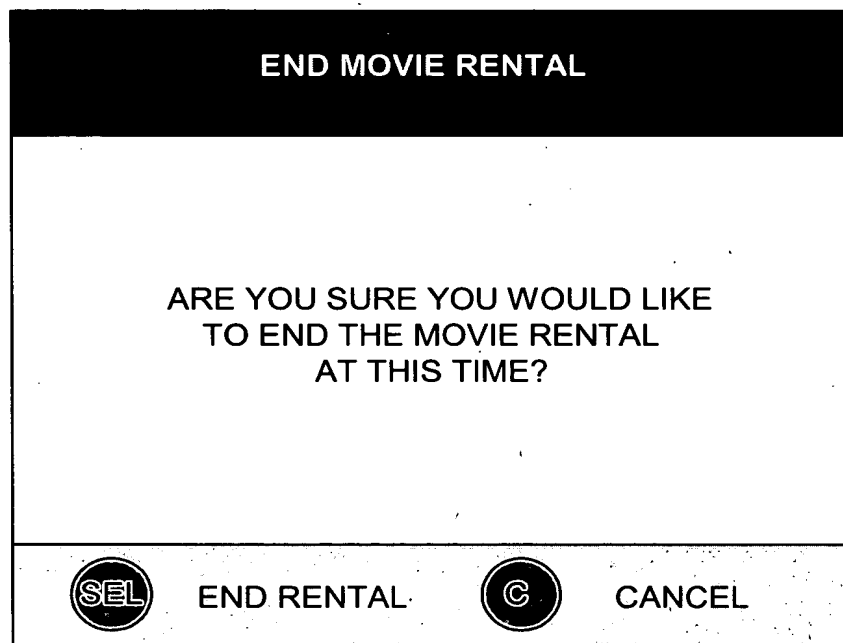 END MOVIE RENTAL
ARE YOU SURE YOU WOULD LIKE
TO END THE MOVIE RENTAL
AT THIS TIME?
SEL END RENTAL C CANCEL